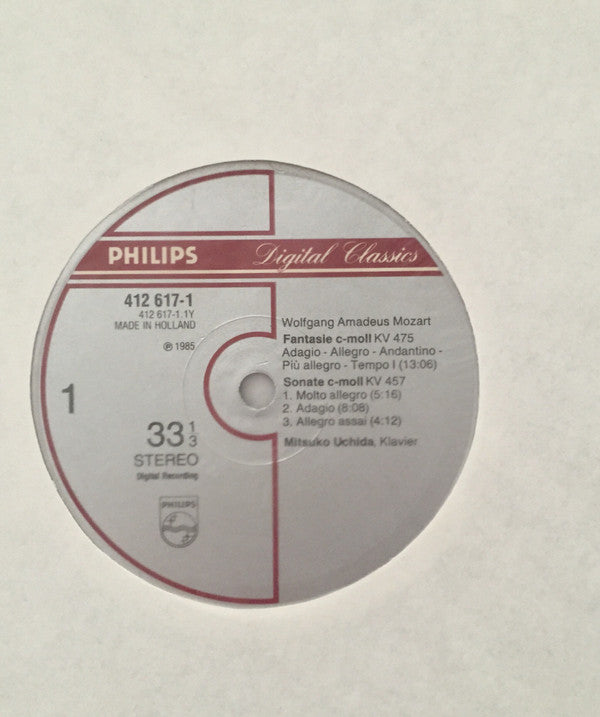 PHILIPS Digital Classics
412 617-1
412 617-1.1Y
MADE IN HOLLAND
℗ 1985
1
33 1/3
STEREO
Digital Recording
PHILIPS
Wolfgang Amadeus Mozart
Fantasie c-moll KV 475
Adagio - Allegro - Andantino -
Più allegro - Tempo I (13:06)
Sonate c-moll KV 457
1. Molto allegro (5:16)
2. Adagio (8:08)
3. Allegro assai (4:12)
Mitsuko Uchida, Klavier